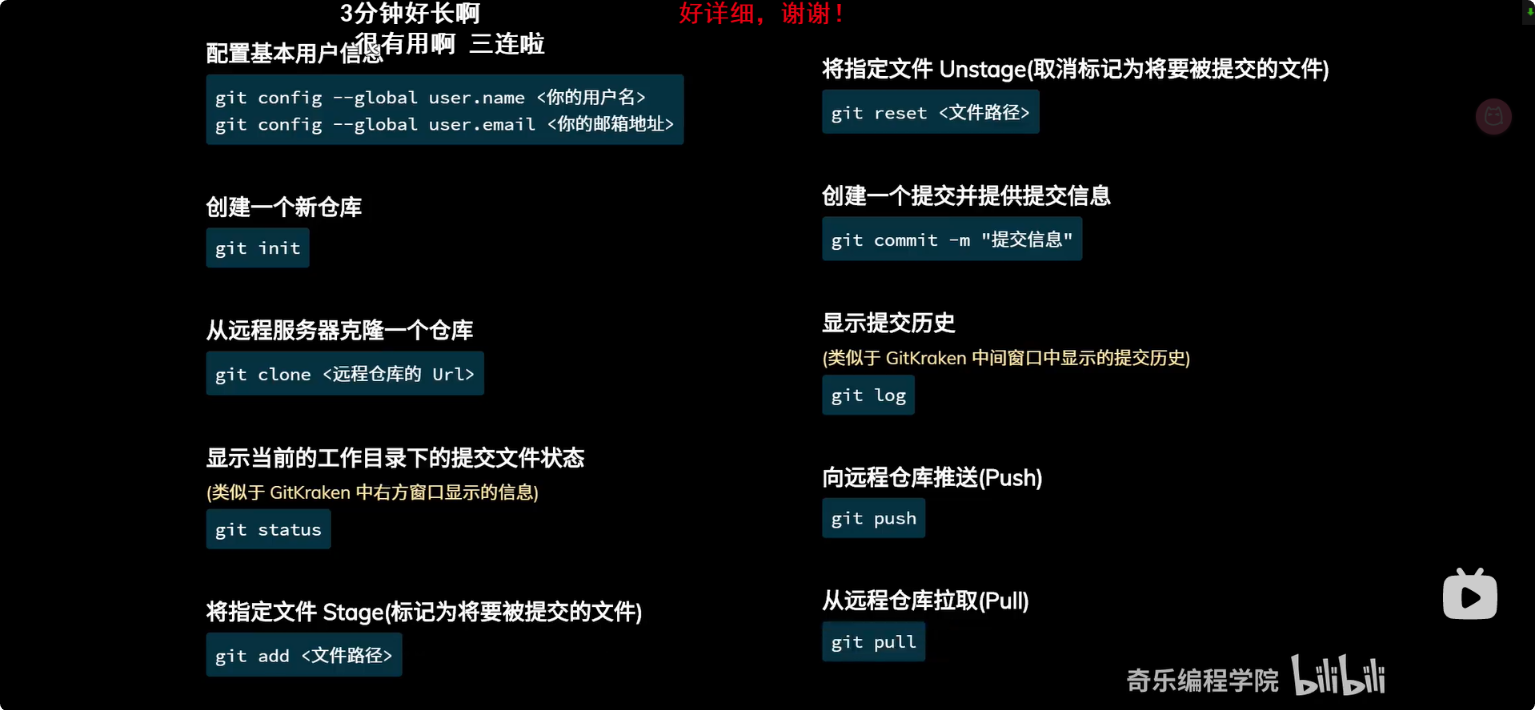 3分钟好长啊
好详细，谢谢！
很有用啊 三连啦
配置基本用户信息
git config --global user.name <你的用户名>
git config --global user.email <你的邮箱地址>
创建一个新仓库
git init
从远程服务器克隆一个仓库
git clone <远程仓库的 Url>
显示当前的工作目录下的提交文件状态
(类似于 GitKraken 中右方窗口显示的信息)
git status
将指定文件 Stage(标记为将要被提交的文件)
git add <文件路径>
将指定文件 Unstage(取消标记为将要被提交的文件)
git reset <文件路径>
创建一个提交并提供提交信息
git commit -m "提交信息"
显示提交历史
(类似于 GitKraken 中间窗口中显示的提交历史)
git log
向远程仓库推送(Push)
git push
从远程仓库拉取(Pull)
git pull
奇乐编程学院 bilibili